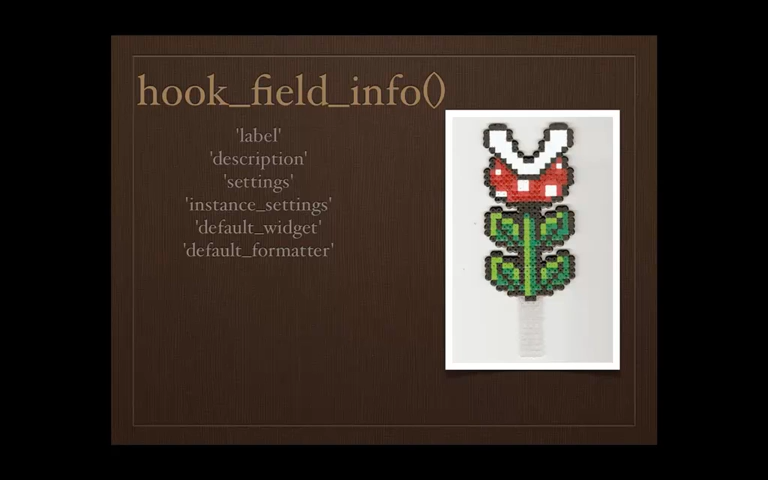 hook_field_info()
'label'
'description'
'settings'
'instance_settings'
'default_widget'
'default_formatter'